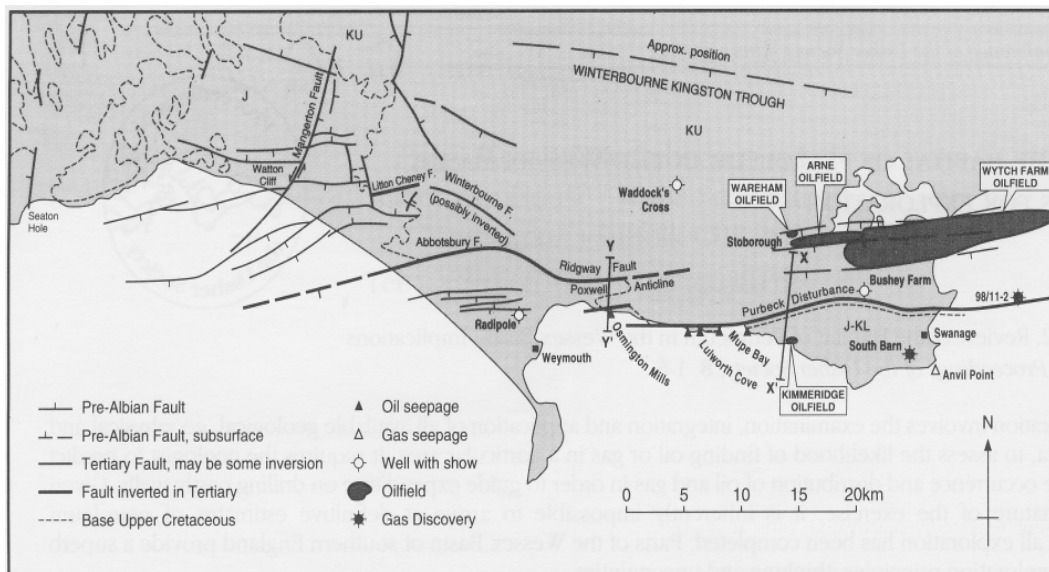 KU
Approx. position
WINTERBOURNE KINGSTON TROUGH
J
KU
Mangerton Fault
Watton
Cliff
Seaton
Hole
Litton Cheney F.
Winterbourne F.
(possibly inverted)
Abbotsbury F.
Waddock's
Cross
WAREHAM
OILFIELD
ARNE
OILFIELD
WYTCH FARM
OILFIELD
Stoborough
Y
X
Ridgway Fault
Poxwell Anticline
Bushey Farm
Purbeck Disturbance
98/11-2
Radipole
Weymouth
Y'
Osmington Mills
Lulworth Cove
Mupe Bay
J-KL
South Barn
Swanage
Anvil Point
X'
KIMMERIDGE
OILFIELD
Pre-Albian Fault
Pre-Albian Fault, subsurface
Tertiary Fault, may be some inversion
Fault inverted in Tertiary
Base Upper Cretaceous
Oil seepage
Gas seepage
Well with show
Oilfield
Gas Discovery
N
0 5 10 20km